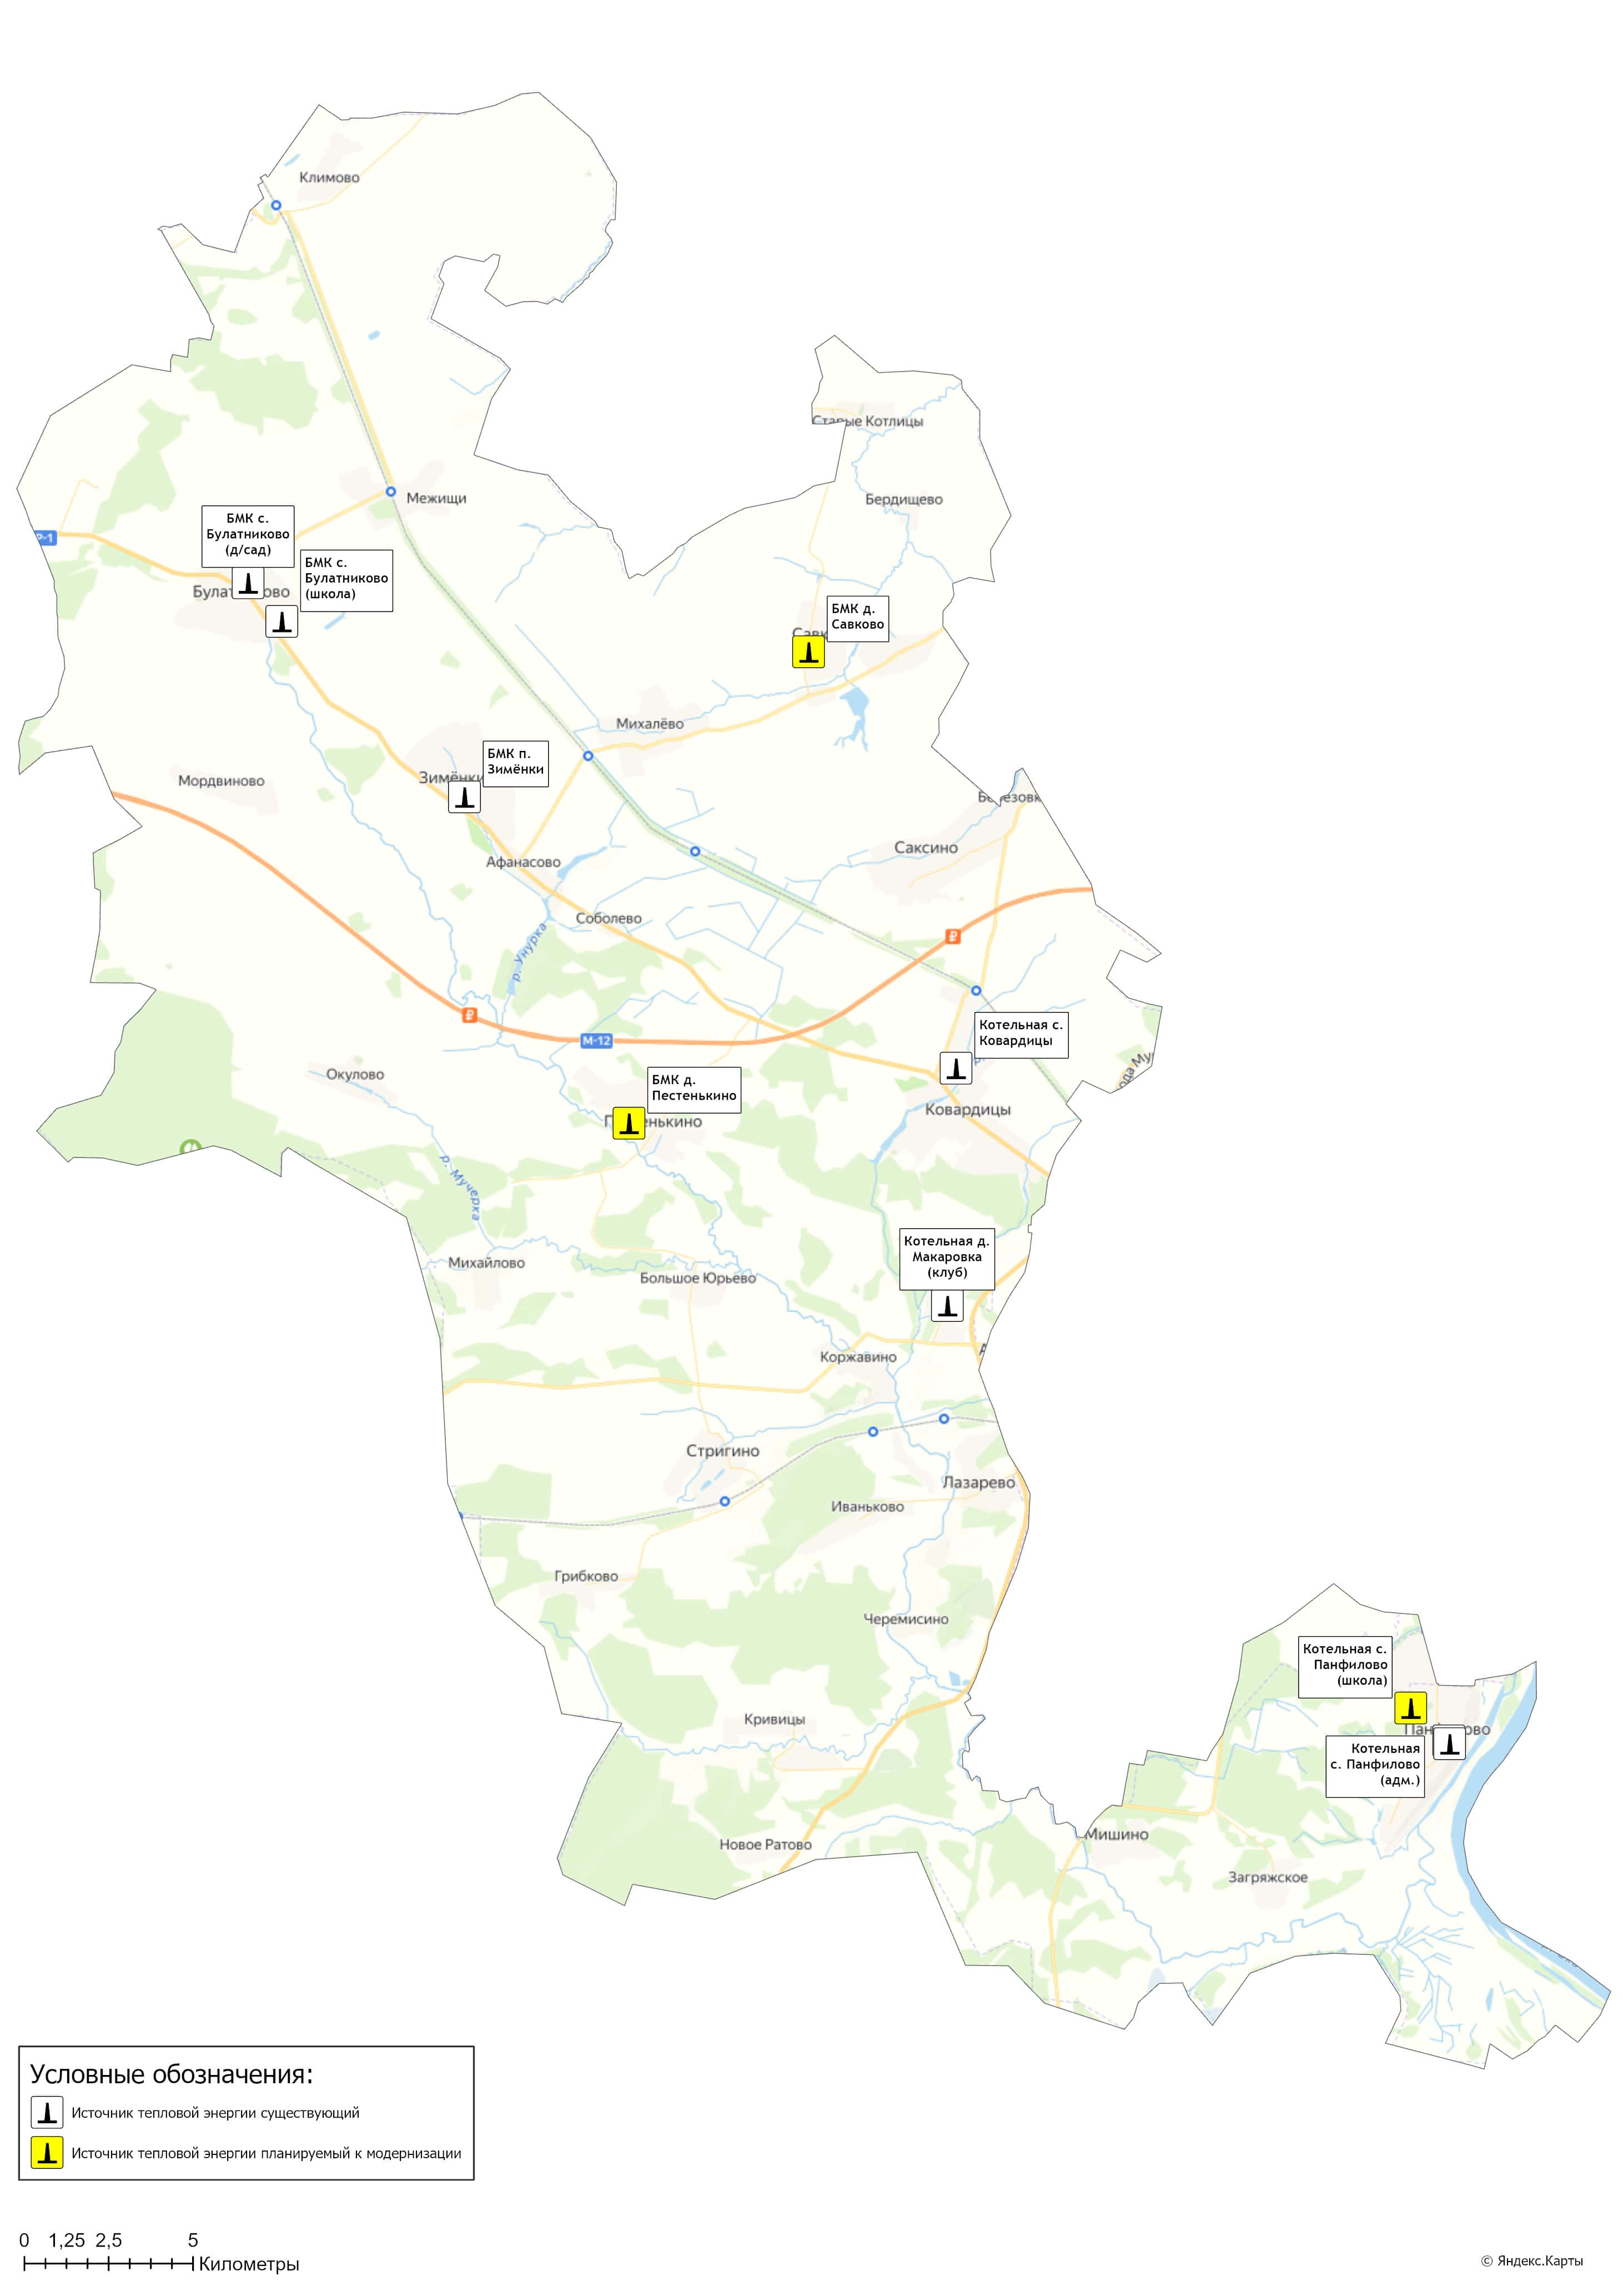 Климово
Старые Котлицы
Межищи
Бердищево
БМК с.
Булатниково
(д/сад)
БМК с.
Булатниково
(школа)
БМК д.
Савково
Михалёво
БМК п.
Зимёнки
Зимёнки
Мордвиново
Саксино
Афанасово
Соболево
р. Унурка
М-12
Котельная с.
Ковардицы
Окулово
БМК д.
Пестенькино
Ковардицы
р. Мучерка
Котельная д.
Макаровка
(клуб)
Михайлово
Большое Юрьево
Коржавино
Стригино
Лазарево
Иваньково
Грибково
Черемисино
Котельная с.
Панфилово
(школа)
Кривицы
Котельная
с. Панфилово
(адм.)
Новое Ратово
Мишино
Загряжское
Условные обозначения:
Источник тепловой энергии существующий
Источник тепловой энергии планируемый к модернизации
0 1,25 2,5 5
Километры
© Яндекс.Карты